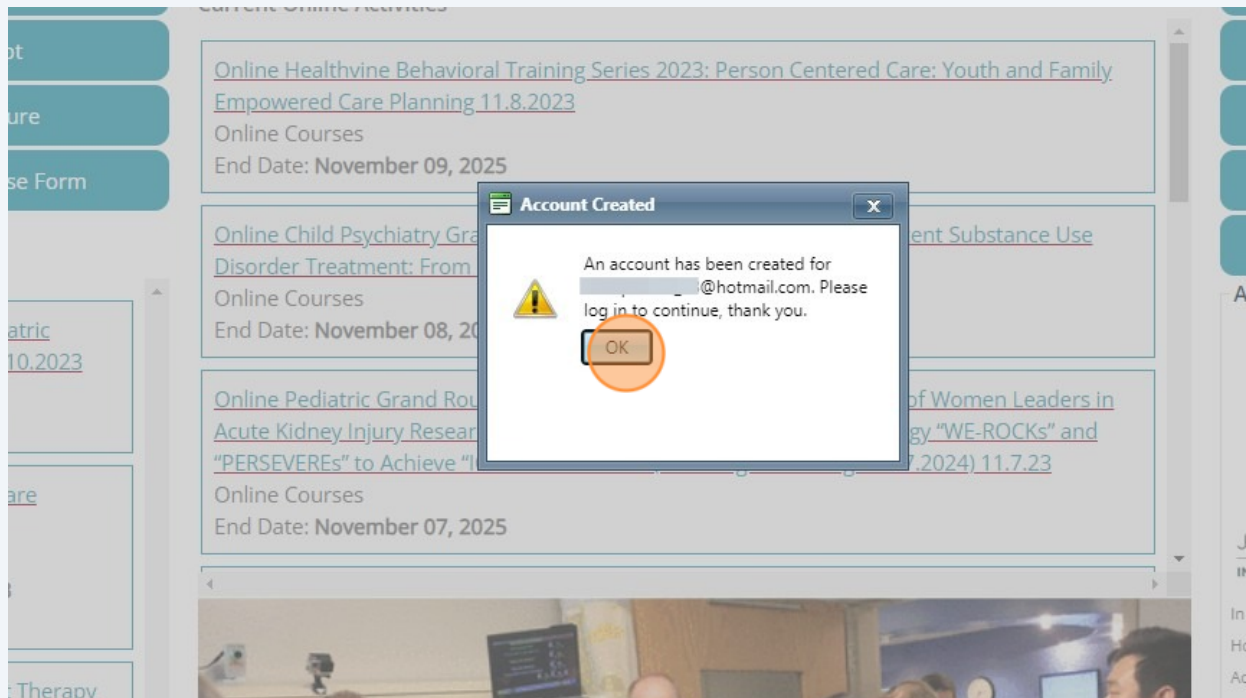 Current Online Activities
ot
ure
se Form
Online Healthvine Behavioral Training Series 2023: Person Centered Care: Youth and Family
Empowered Care Planning 11.8.2023
Online Courses
End Date: November 09, 2025
Online Child Psychiatry Gra
ent Substance Use
Disorder Treatment: From
Online Courses
End Date: November 08, 20
Online Pediatric Grand Rou
of Women Leaders in
Acute Kidney Injury Resear
gy “WE-ROCKs” and
“PERSEVEREs” to Achieve “I
7.2024) 11.7.23
Online Courses
End Date: November 07, 2025
Account Created
x
An account has been created for
@hotmail.com. Please
log in to continue, thank you.
OK
atric
10.2023
are
: Therapy
A
J
IN
In
Ho
Ac